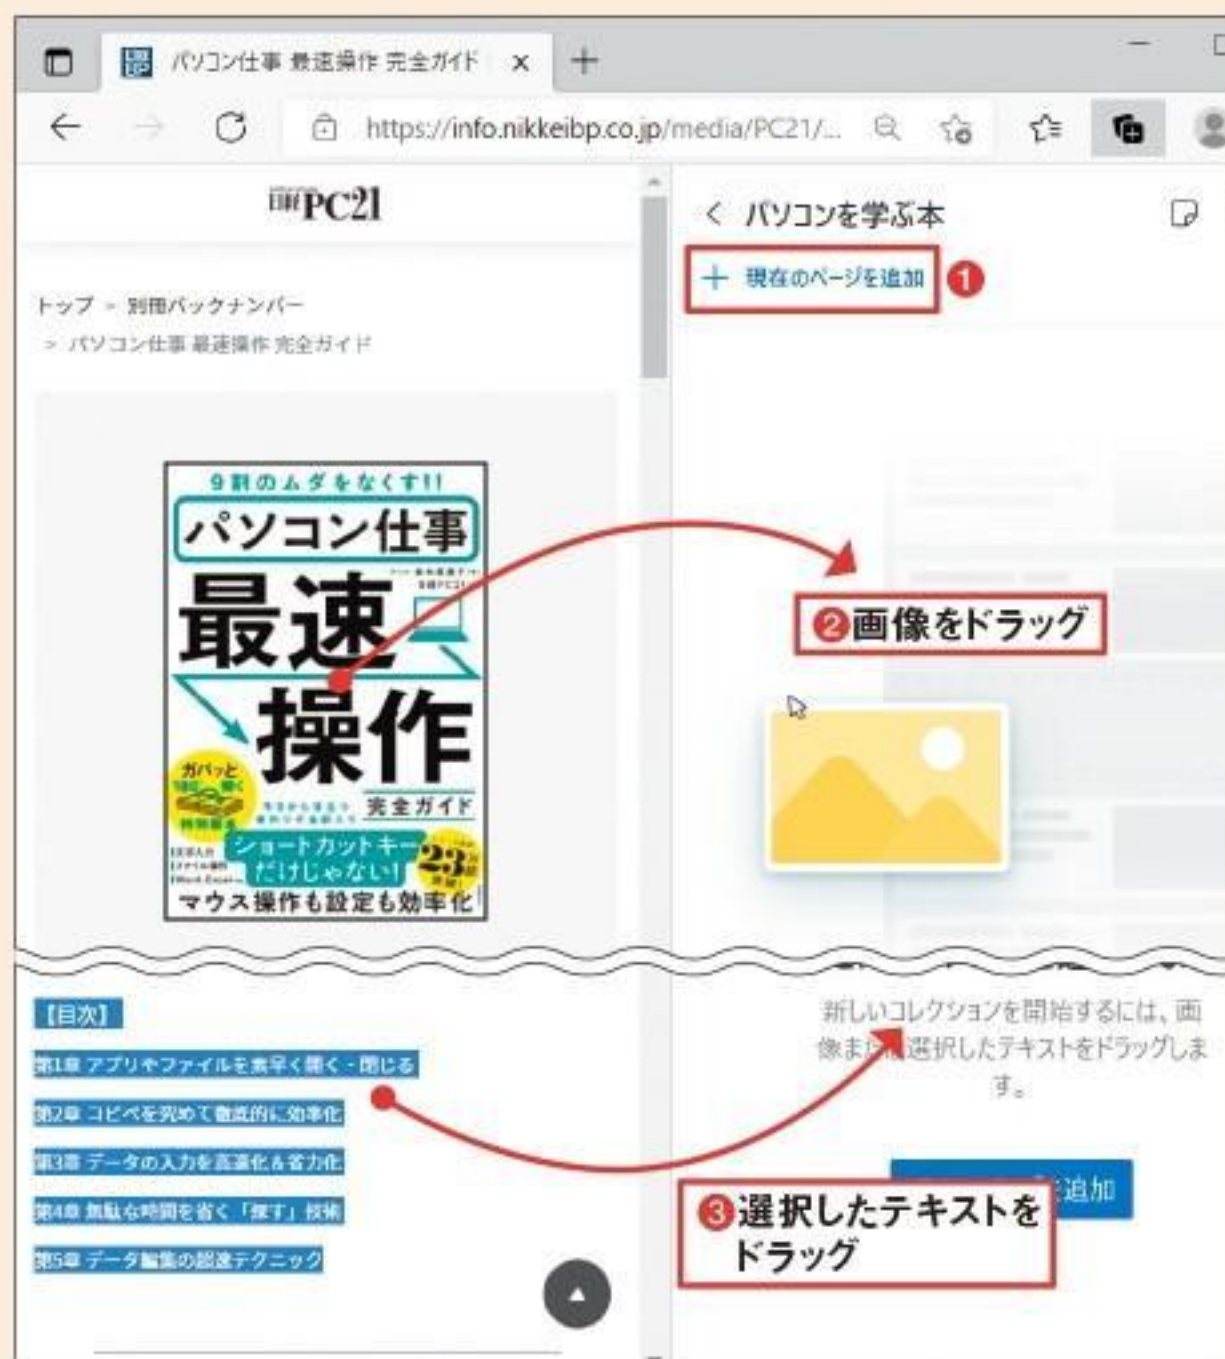 パソコン仕事 最速操作 完全ガイド
https://info.nikkeibp.co.jp/media/PC21/...
日経PC21
トップ > 別冊バックナンバー
> パソコン仕事 最速操作 完全ガイド
9割のムダをなくす!!
パソコン仕事
最速
操作
ガバッと
完全ガイド
ショートカットキー
だけじゃない!
23
マウス操作も設定も効率化
【目次】
第1章 アプリやファイルを素早く開く・閉じる
第2章 コピペを究めて徹底的に効率化
第3章 データの入力を高速化&省力化
第4章 無駄な時間を省く「探す」技術
第5章 データ編集の超速テクニック
パソコンを学ぶ本
+ 現在のページを追加 ❶
❷画像をドラッグ
新しいコレクションを開始するには、画
像また 選択したテキストをドラッグしま
す。
追加
❸選択したテキストを
ドラッグ